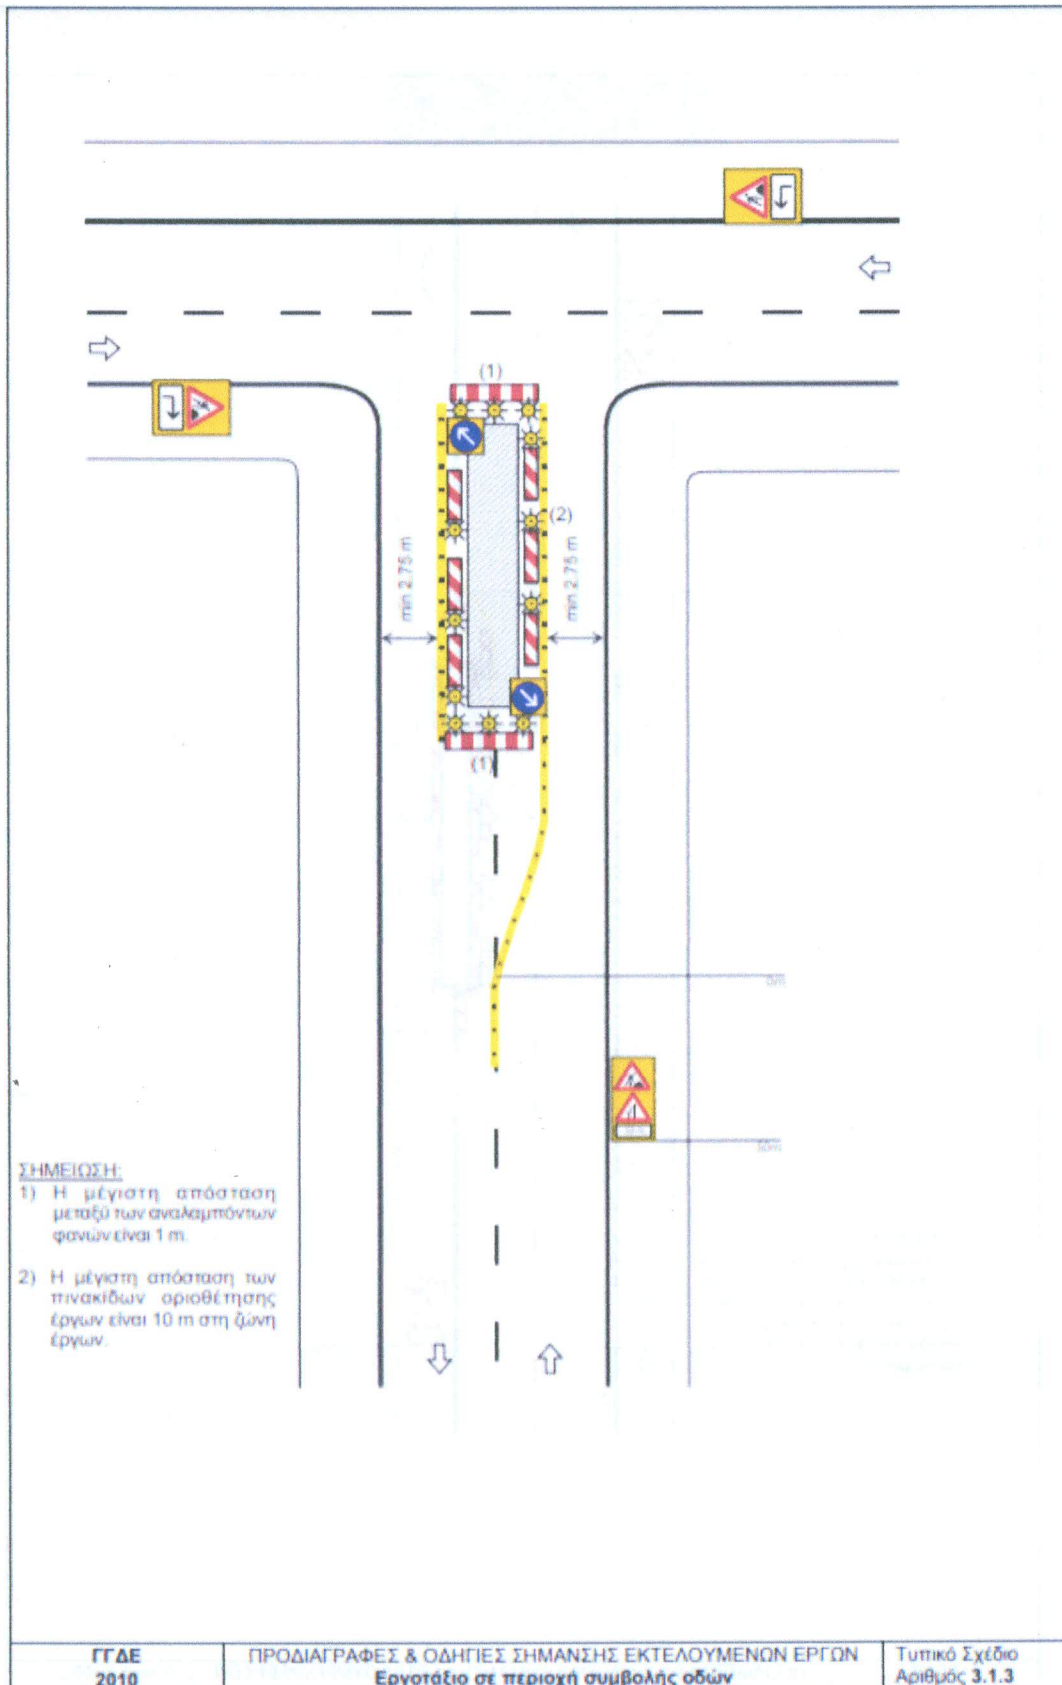 (1)
(2)
min 2.75 m
min 2.75 m
(1)
0m
50m
ΣΗΜΕΙΩΣΗ:
1) Η μέγιστη απόσταση
μεταξύ των αναλαμπόντων
φανών είναι 1 m.
2) Η μέγιστη απόσταση των
πινακίδων οριοθέτησης
έργων είναι 10 m στη ζώνη
έργων.
ΓΓΔΕ
2010
ΠΡΟΔΙΑΓΡΑΦΕΣ & ΟΔΗΓΙΕΣ ΣΗΜΑΝΣΗΣ ΕΚΤΕΛΟΥΜΕΝΩΝ ΕΡΓΩΝ
Εργοτάξιο σε περιοχή συμβολής οδών
Τυπικό Σχέδιο
Αριθμός 3.1.3